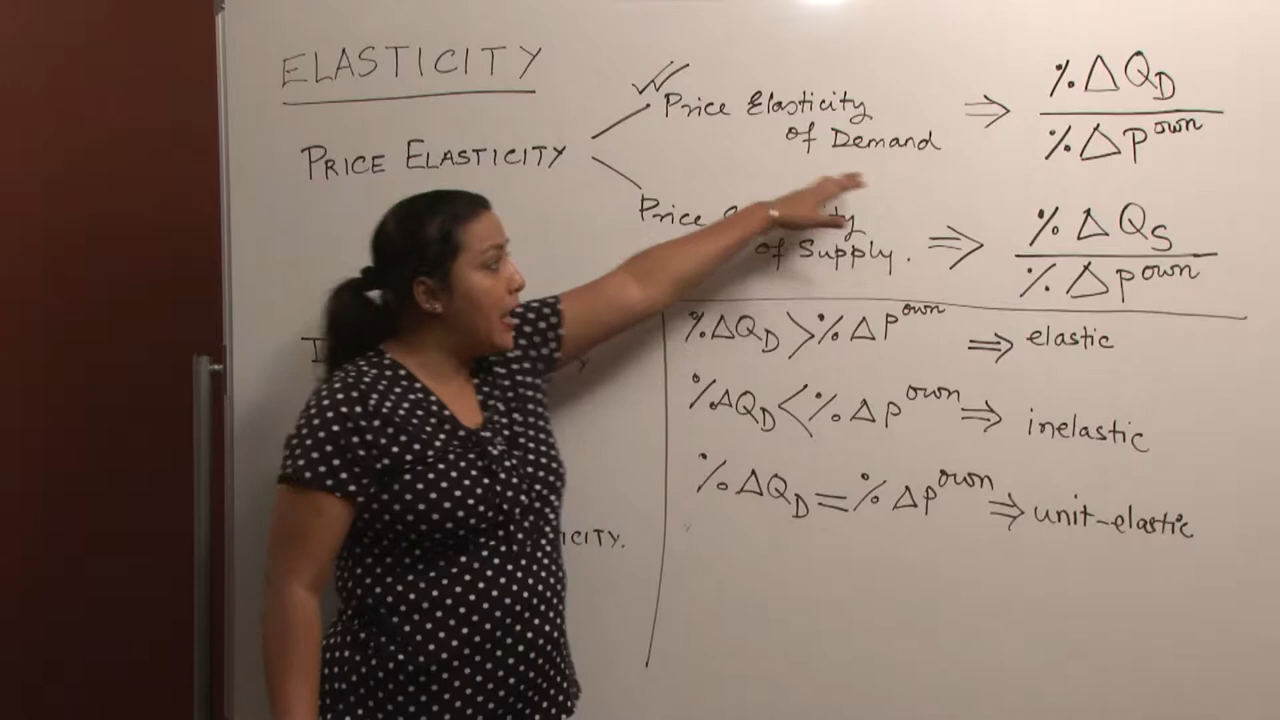 ELASTICITY
PRICE ELASTICITY
Price Elasticity
of Demand
⇒ %ΔQD
%ΔP own
Price
of Supply.
⇒ %ΔQS
%ΔP own
%ΔQD > %ΔP own ⇒ elastic
%ΔQD < %ΔP own ⇒ inelastic
%ΔQD = %ΔP own ⇒ unit-elastic
ICITY.